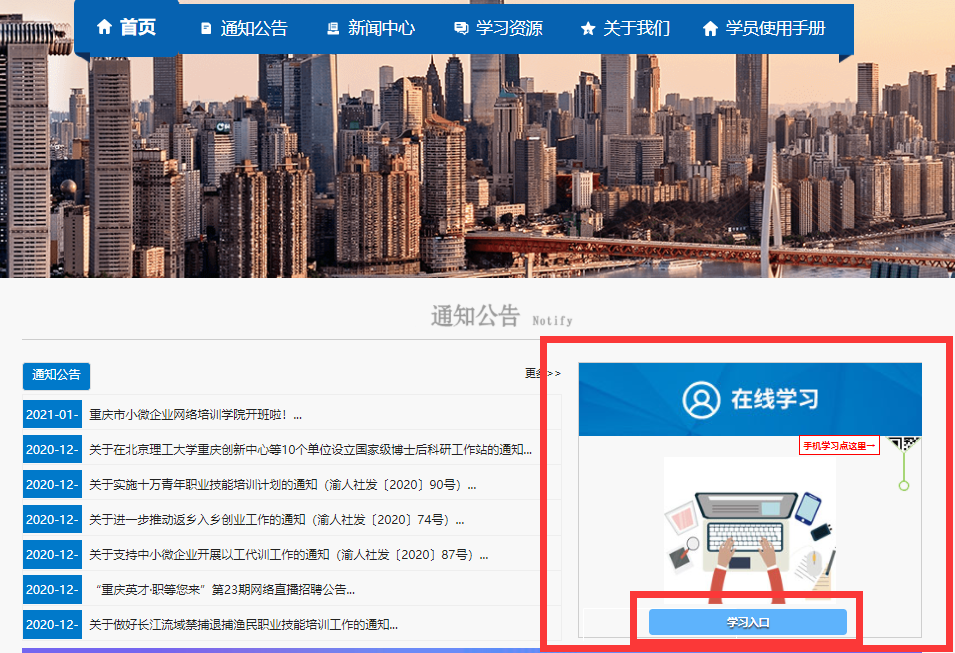 首页 通知公告 新闻中心 学习资源 关于我们 学员使用手册
通知公告 Notify
通知公告 更多>>
2021-01- 重庆市小微企业网络培训学院开班啦！...
2020-12- 关于在北京理工大学重庆创新中心等10个单位设立国家级博士后科研工作站的通知...
2020-12- 关于实施十万青年职业技能培训计划的通知（渝人社发〔2020〕90号）...
2020-12- 关于进一步推动返乡入乡创业工作的通知（渝人社发〔2020〕74号）...
2020-12- 关于支持中小微企业开展以工代训工作的通知（渝人社发〔2020〕87号）...
2020-12- “重庆英才·职等您来”第23期网络直播招聘公告...
2020-12- 关于做好长江流域禁捕退捕渔民职业技能培训工作的通知...
在线学习
手机学习点这里→
学习入口